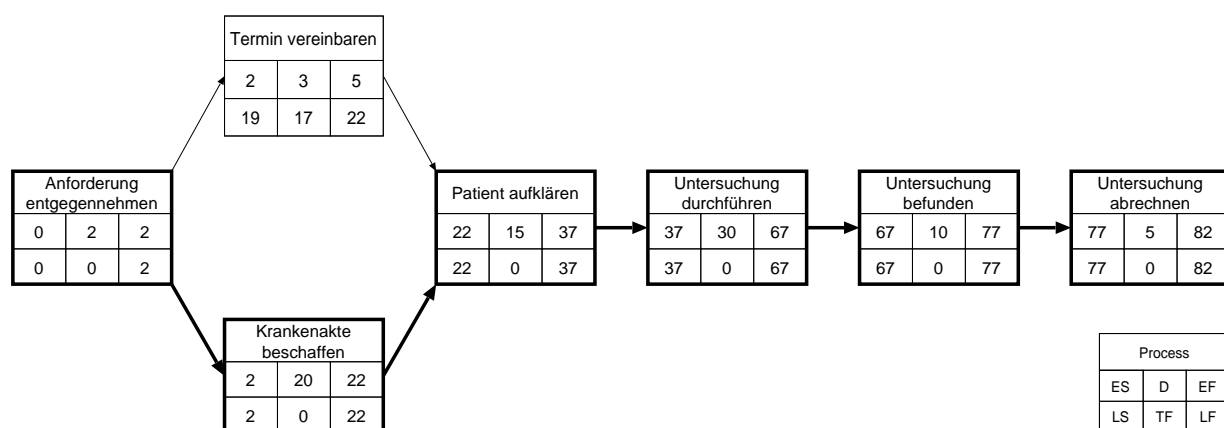 Termin vereinbaren
2 3 5
19 17 22
Anforderung
entgegennehmen
0 2 2
0 0 2
Krankenakte
beschaffen
2 20 22
2 0 22
Patient aufklären
22 15 37
22 0 37
Untersuchung
durchführen
37 30 67
37 0 67
Untersuchung
befunden
67 10 77
67 0 77
Untersuchung
abrechnen
77 5 82
77 0 82
Process
ES D EF
LS TF LF